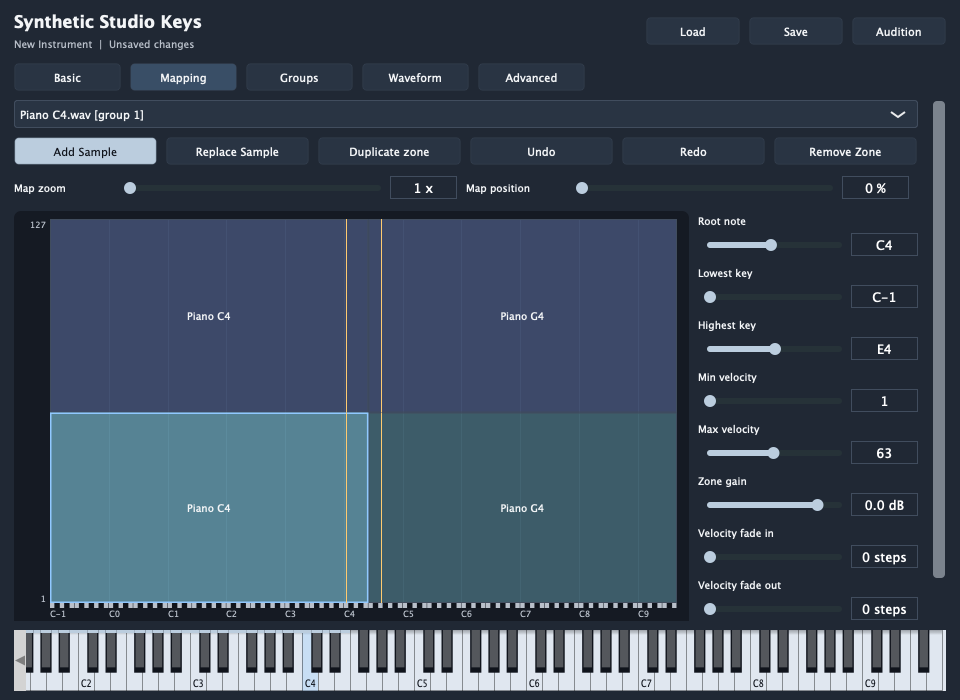 Synthetic Studio Keys
New Instrument | Unsaved changes
Load Save Audition
Basic Mapping Groups Waveform Advanced
Piano C4.wav [group 1]
Add Sample Replace Sample Duplicate zone Undo Redo Remove Zone
Map zoom 1 x Map position 0 %
127
Piano C4 Piano G4
Piano C4 Piano G4
1
C-1 C0 C1 C2 C3 C4 C5 C6 C7 C8 C9
Root note
C4
Lowest key
C-1
Highest key
E4
Min velocity
1
Max velocity
63
Zone gain
0.0 dB
Velocity fade in
0 steps
Velocity fade out
0 steps
C2 C3 C4 C5 C6 C7 C8 C9